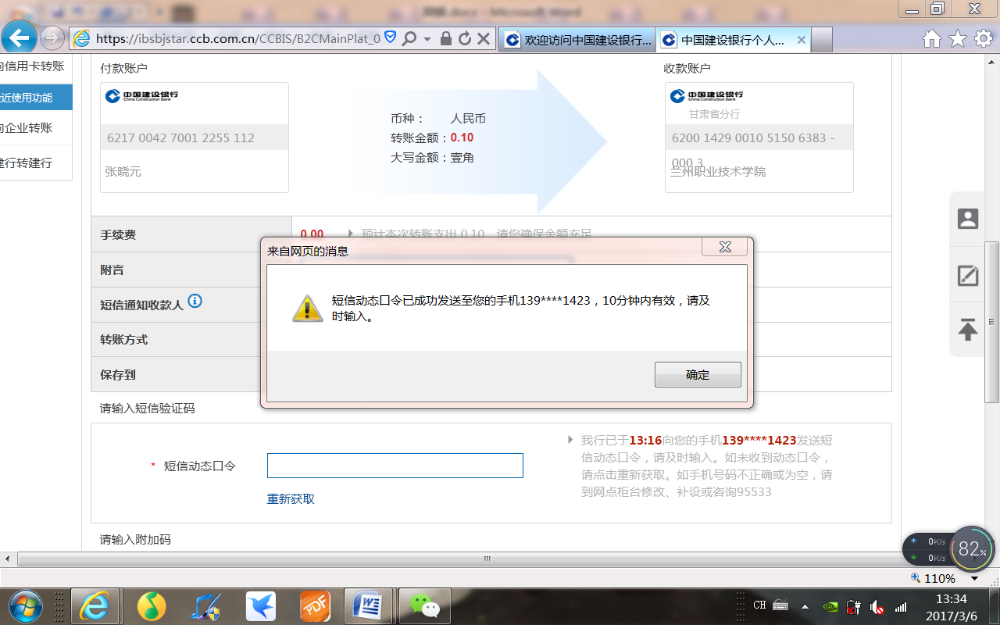 https://ibsbjstar.ccb.com.cn/CCBIS/B2CMainPlat_0
欢迎访问中国建设银行...
中国建设银行个人...
向信用卡转账
近使用功能
向企业转账
建行转建行
付款账户
中国建设银行
China Construction Bank
6217 0042 7001 2255 112
张晓元
币种： 人民币
转账金额：0.10
大写金额：壹角
收款账户
中国建设银行
China Construction Bank
甘肃省分行
6200 1429 0010 5150 6383 -
000 3
兰州职业技术学院
手续费
0.00
预计本次转账支出 0.10，请您确保余额充足
附言
短信通知收款人
转账方式
保存到
来自网页的消息
短信动态口令已成功发送至您的手机139****1423，10分钟内有效，请及
时输入。
确定
请输入短信验证码
* 短信动态口令
重新获取
我行已于13:16向您的手机139****1423发送短
信动态口令，请及时输入。如未收到动态口令，
请点击重新获取。如手机号码不正确或为空，请
到网点柜台修改、补设或咨询95533
请输入附加码
0K/s
0K/s
82%
110%
PDF
CH
13:34
2017/3/6